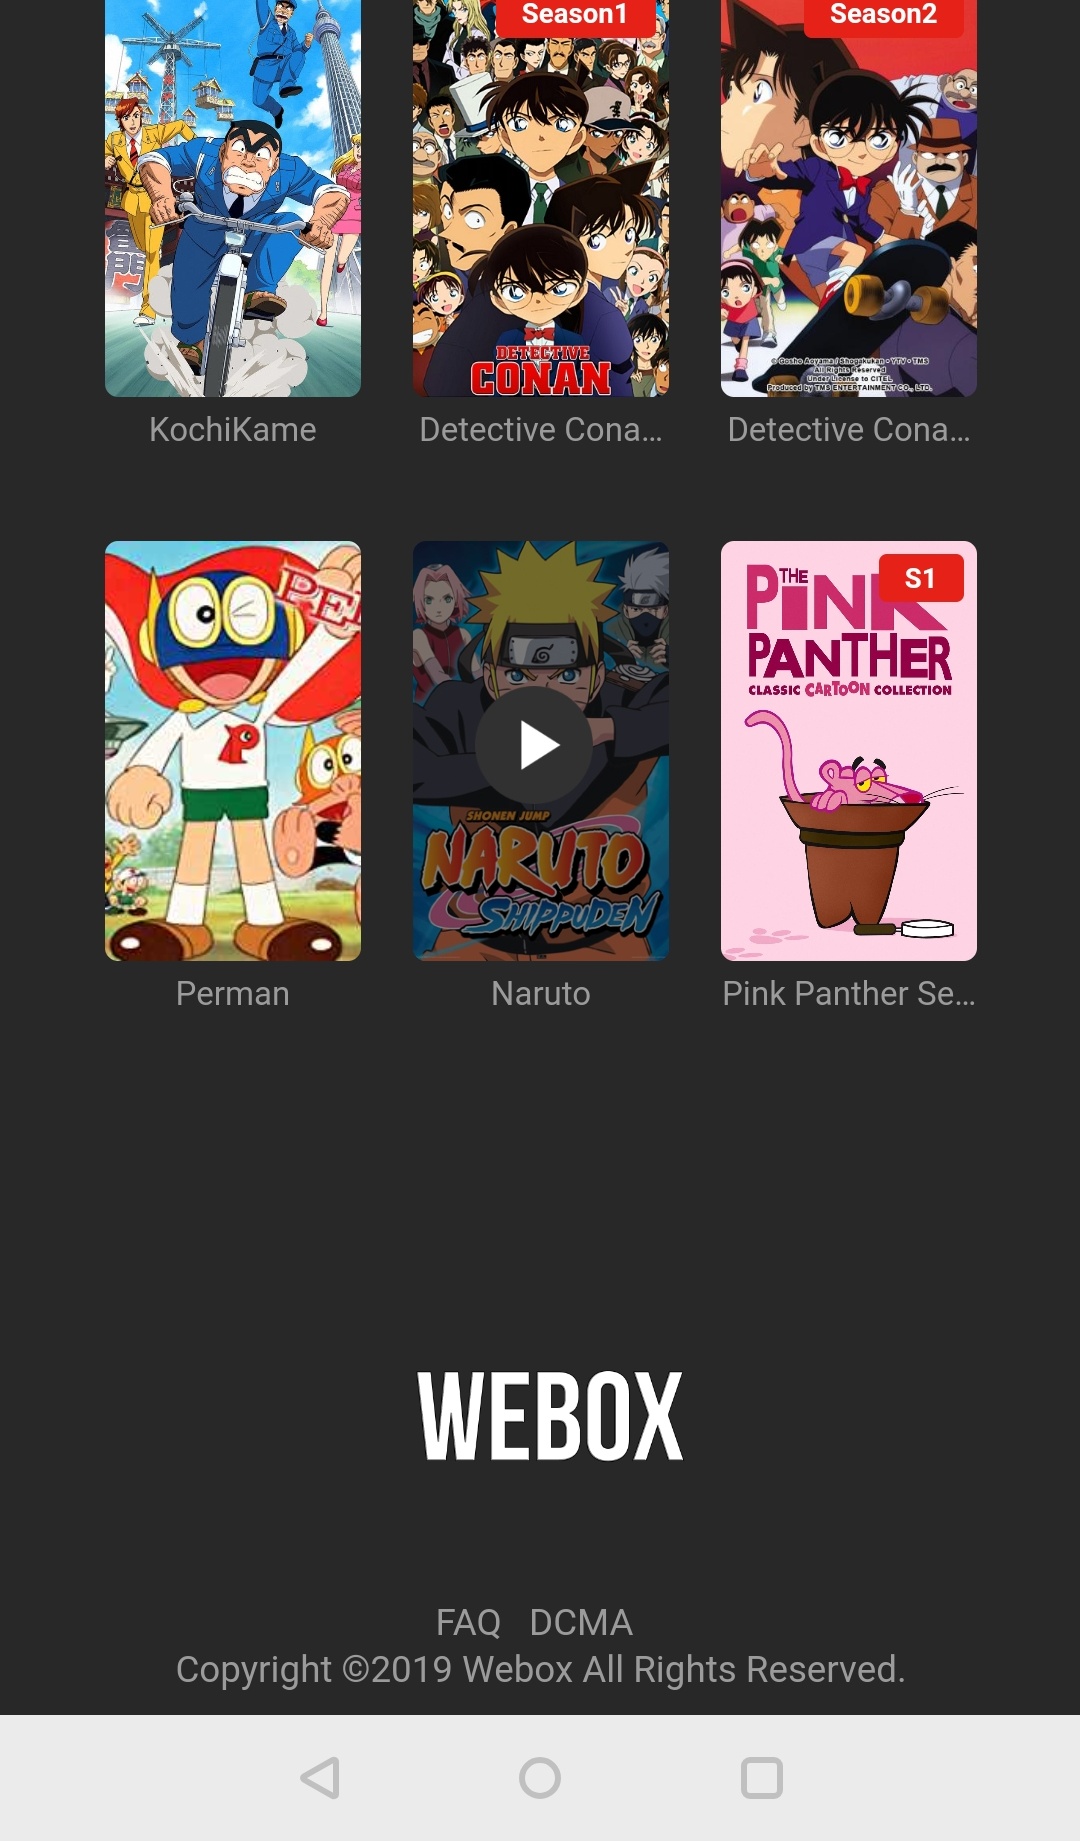 Season1
Season2
DETECTIVE
CONAN
© Gosho Aoyama / Shogakukan • YTV • TMS
All Rights Reserved
Under License to CITEL
Produced by TMS ENTERTAINMENT CO., LTD.
KochiKame
Detective Cona...
Detective Cona...
PE
P
SHONEN JUMP
NARUTO
SHIPPUDEN
S1
THE
PINK
PANTHER
CLASSIC CARTOON COLLECTION
Perman
Naruto
Pink Panther Se...
WEBOX
FAQ DCMA
Copyright ©2019 Webox All Rights Reserved.